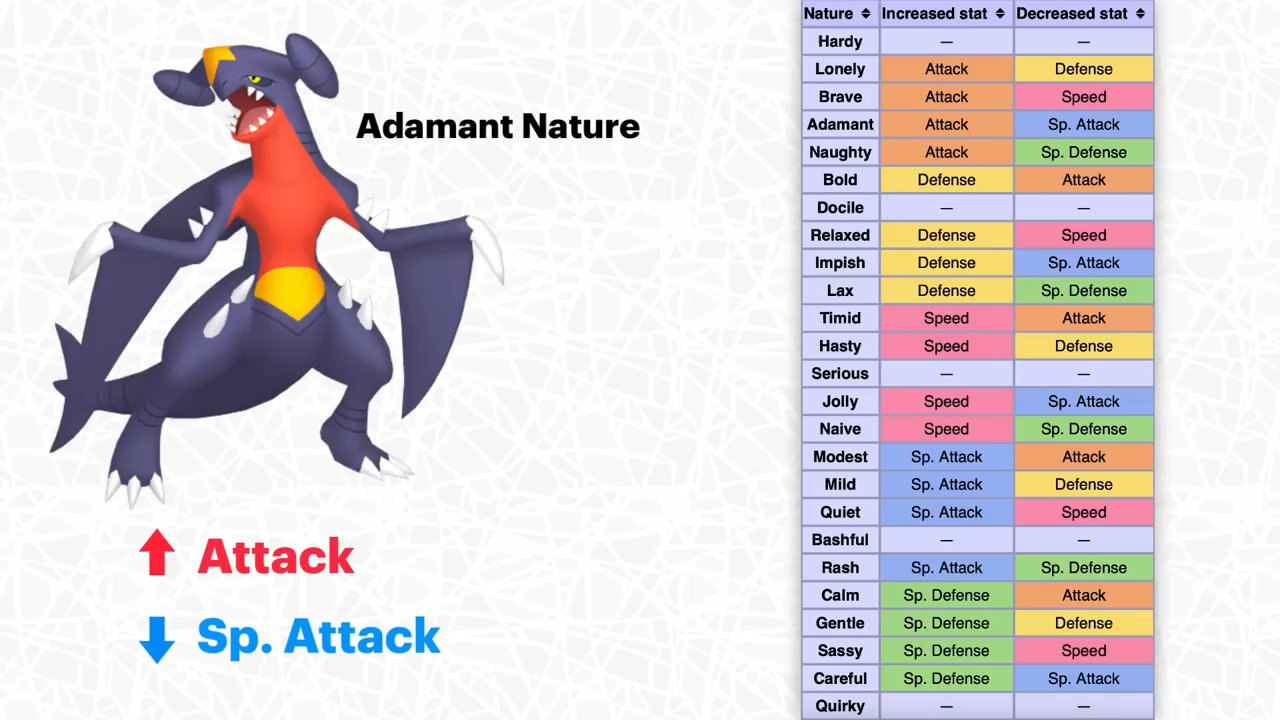 Adamant Nature
Attack
Sp. Attack
Nature Increased stat Decreased stat
Hardy — —
Lonely Attack Defense
Brave Attack Speed
Adamant Attack Sp. Attack
Naughty Attack Sp. Defense
Bold Defense Attack
Docile — —
Relaxed Defense Speed
Impish Defense Sp. Attack
Lax Defense Sp. Defense
Timid Speed Attack
Hasty Speed Defense
Serious — —
Jolly Speed Sp. Attack
Naive Speed Sp. Defense
Modest Sp. Attack Attack
Mild Sp. Attack Defense
Quiet Sp. Attack Speed
Bashful — —
Rash Sp. Attack Sp. Defense
Calm Sp. Defense Attack
Gentle Sp. Defense Defense
Sassy Sp. Defense Speed
Careful Sp. Defense Sp. Attack
Quirky — —